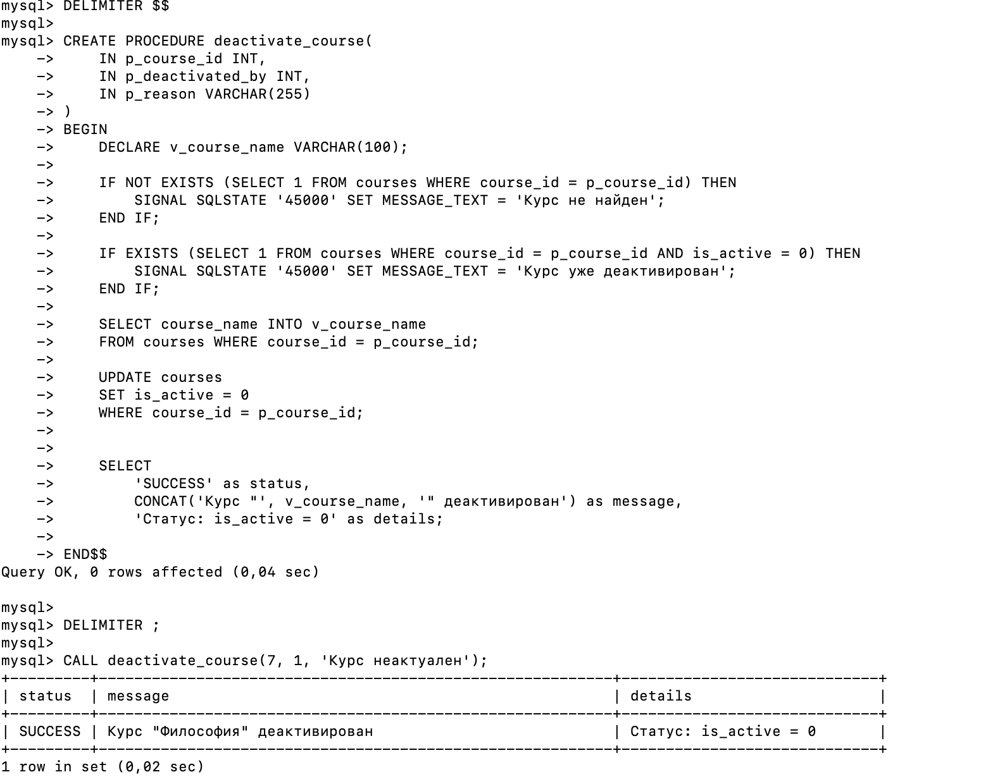 mysql> DELIMITER $$
mysql>
mysql> CREATE PROCEDURE deactivate_course(
    ->     IN p_course_id INT,
    ->     IN p_deactivated_by INT,
    ->     IN p_reason VARCHAR(255)
    -> )
    -> BEGIN
    ->     DECLARE v_course_name VARCHAR(100);
    ->
    ->     IF NOT EXISTS (SELECT 1 FROM courses WHERE course_id = p_course_id) THEN
    ->         SIGNAL SQLSTATE '45000' SET MESSAGE_TEXT = 'Курс не найден';
    ->     END IF;
    ->
    ->     IF EXISTS (SELECT 1 FROM courses WHERE course_id = p_course_id AND is_active = 0) THEN
    ->         SIGNAL SQLSTATE '45000' SET MESSAGE_TEXT = 'Курс уже деактивирован';
    ->     END IF;
    ->
    ->     SELECT course_name INTO v_course_name
    ->     FROM courses WHERE course_id = p_course_id;
    ->
    ->     UPDATE courses
    ->     SET is_active = 0
    ->     WHERE course_id = p_course_id;
    ->
    ->
    ->     SELECT
    ->         'SUCCESS' as status,
    ->         CONCAT('Курс "', v_course_name, '" деактивирован') as message,
    ->         'Статус: is_active = 0' as details;
    ->
    -> END$$
Query OK, 0 rows affected (0,04 sec)

mysql>
mysql> DELIMITER ;
mysql>
mysql> CALL deactivate_course(7, 1, 'Курс неактуален');
+---------+----------------------------------------------------------+-----------------------------+
| status  | message                                                  | details                     |
+---------+----------------------------------------------------------+-----------------------------+
| SUCCESS | Курс "Философия" деактивирован                           | Статус: is_active = 0       |
+---------+----------------------------------------------------------+-----------------------------+
1 row in set (0,02 sec)